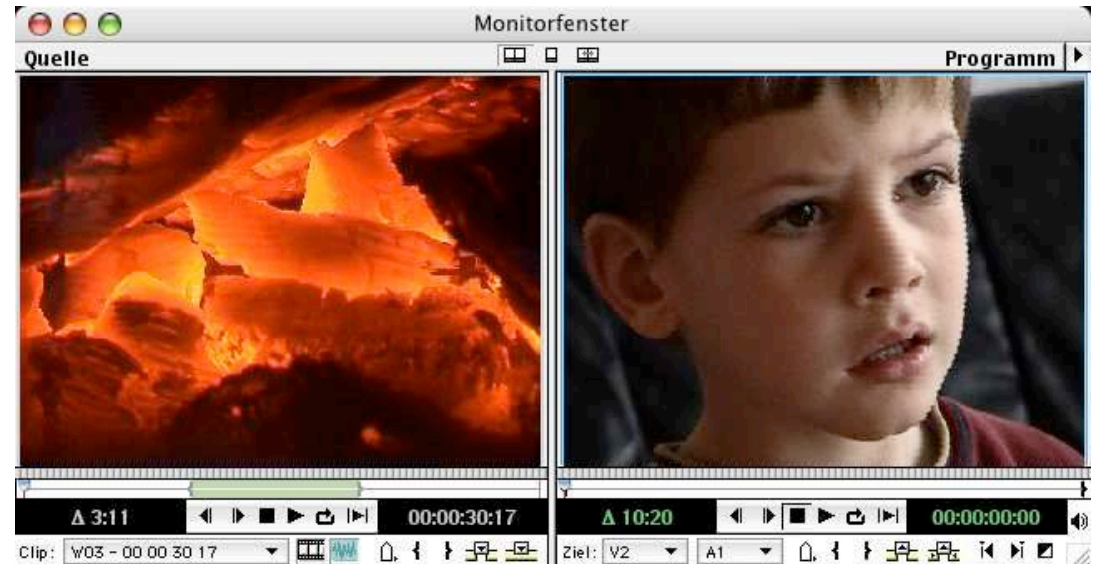 Monitorfenster
Quelle
Programm
Δ 3:11
00:00:30:17
Δ 10:20
00:00:00:00
Clip: W03 - 00 00 30 17
Ziel: V2 A1